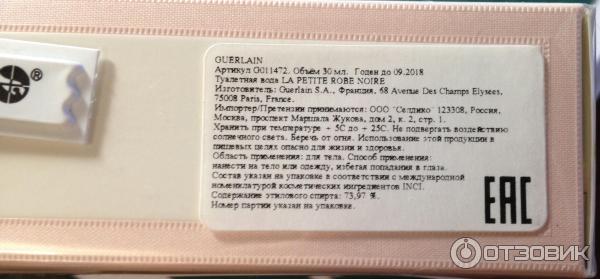 GUERLAIN
Артикул G011472. Объём 30 мл. Годен до 09.2018
Туалетная вода LA PETITE ROBE NOIRE
Изготовитель: Guerlain S.A., Франция, 68 Avenue Des Champs Elysees,
75008 Paris, France.
Импортер/Претензии принимаются: ООО "Селдико" 123308, Россия,
Москва, проспект Маршала Жукова, дом 2, к. 2, стр. 1.
Хранить при температуре + 5С до + 25С. Не подвергать воздействию
солнечного света. Беречь от огня. Использование этой продукции в
пищевых целях опасно для жизни и здоровья.
Область применения: для тела. Способ применения:
нанести на тело или одежду, избегая попадания в глаза.
Состав указан на упаковке в соответствии с международной
номенклатурой косметических ингредиентов INCI.
Содержание этилового спирта: 73,97 %.
Номер партии указан на упаковке.
EAC
®
ОТЗОВИК